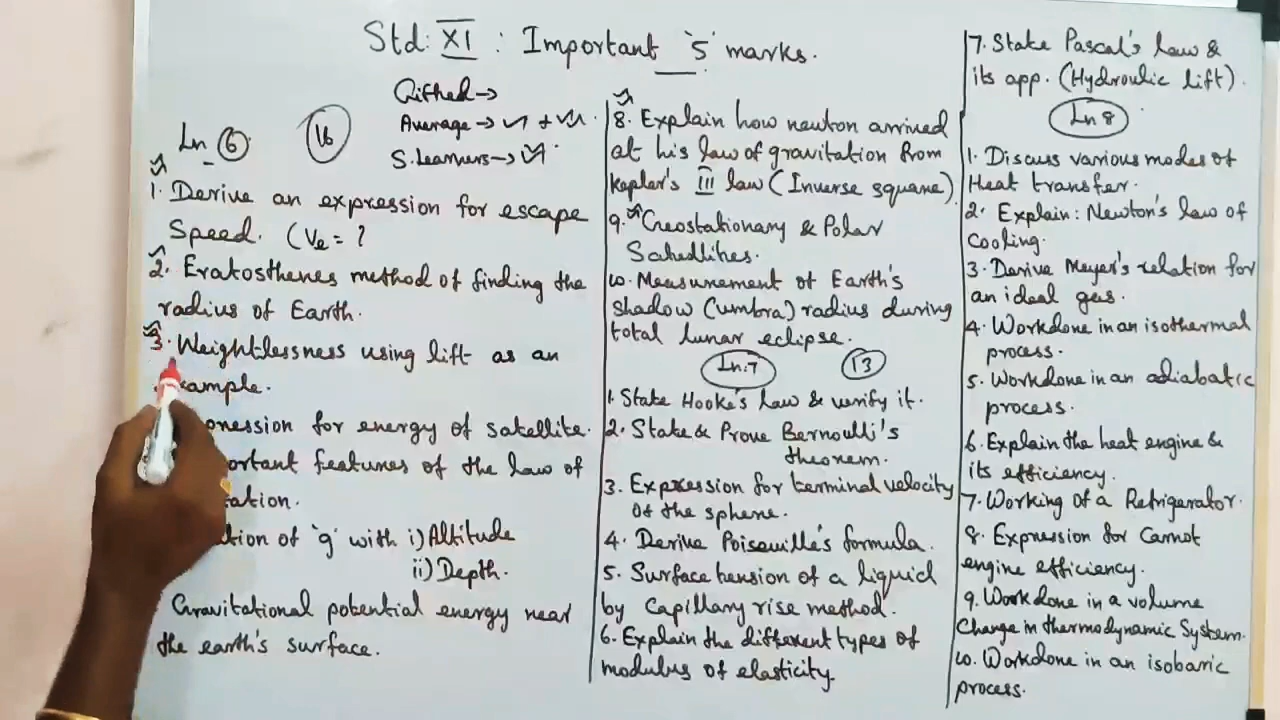 Std: XI : Important '5' marks.
Gifted →
Average →
S. Learners →
Ln 6 16
1. Derive an expression for escape
Speed. (Ve = ?
2. Eratosthenes method of finding the
radius of Earth.
3. Weightlessness using lift as an
example.
for energy of satellite.
features of the law of
of 'g' with i) Altitude
ii) Depth.
Gravitational potential energy near
the earth's surface.
8. Explain how newton arrived
at his law of gravitation from
Keplar's III law (Inverse square).
9. Geostationary & Polar
Satellites.
10. Measurement of Earth's
shadow (umbra) radius during
total lunar eclipse.
Ln: 7 13
1. State Hooke's Law & verify it.
2. State & Prove Bernoulli's
theorem.
3. Expression for terminal velocity
Of the sphere.
4. Derive Poiseuille's formula.
5. Surface tension of a liquid
by Capillary rise method.
6. Explain the different types of
modulus of elasticity.
7. State Pascal's law &
its app. (Hydraulic lift).
Ln 8
1. Discuss various modes of
Heat transfer.
2. Explain: Newton's law of
cooling.
3. Derive Meyer's relation for
an ideal gas.
4. Workdone in an isothermal
process.
5. Workdone in an adiabatic
process.
6. Explain the heat engine &
its efficiency.
7. Working of a Refrigerator.
8. Expression for Carnot
engine efficiency.
9. Workdone in a volume
Change in thermodynamic System.
10. Workdone in an isobaric
process.